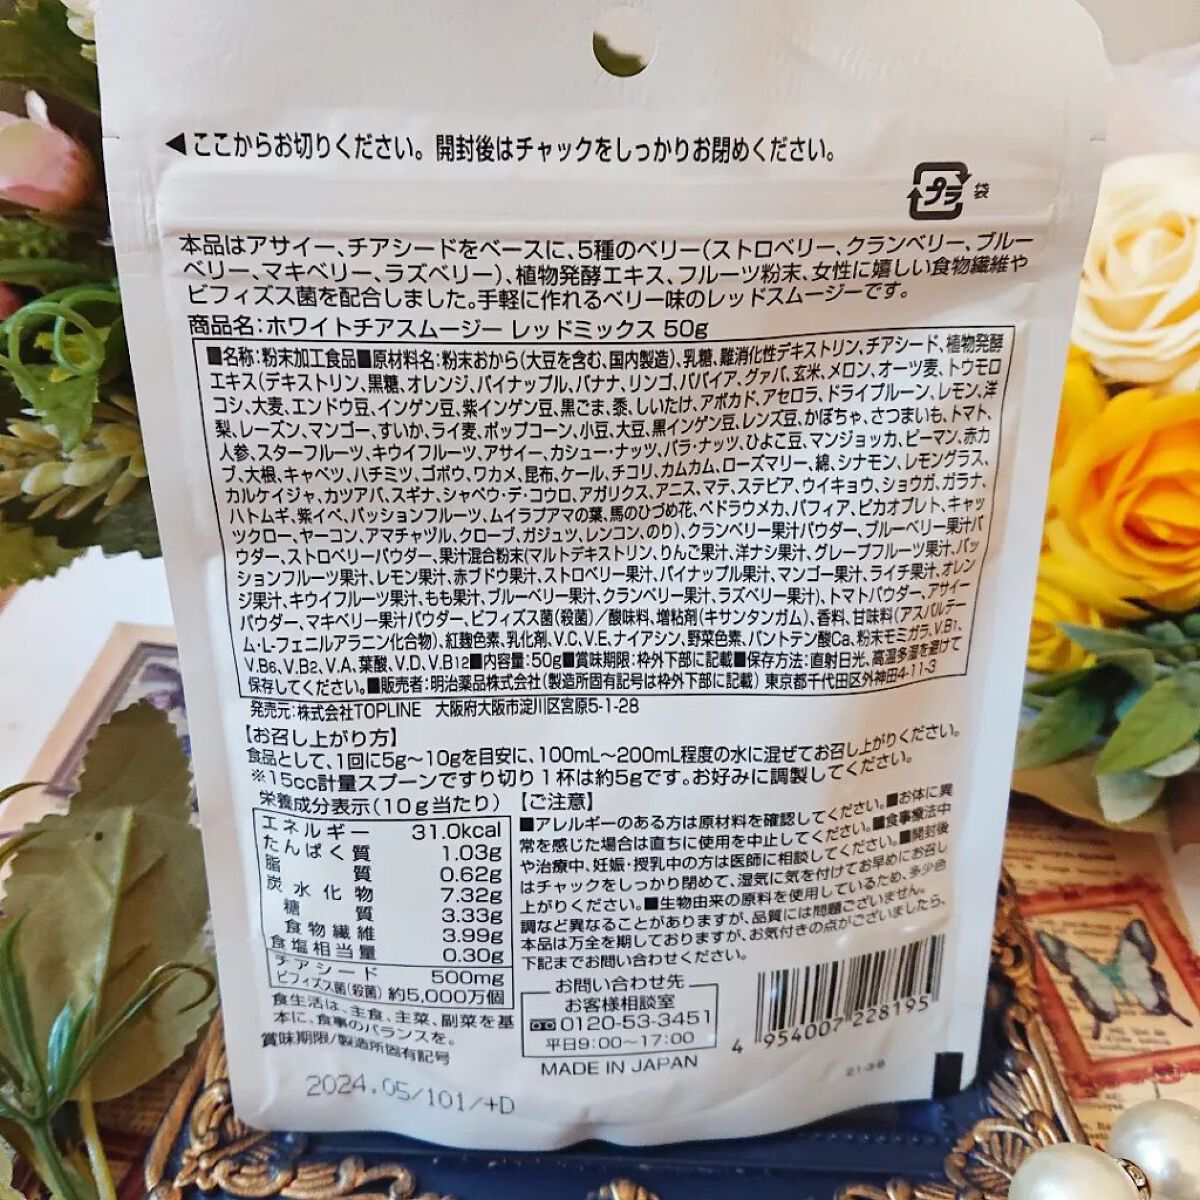 ◀ここからお切りください。開封後はチャックをしっかりお閉めください。
プラ 袋
本品はアサイー、チアシードをベースに、5種のベリー(ストロベリー、クランベリー、ブルー
ベリー、マキベリー、ラズベリー)、植物発酵エキス、フルーツ粉末、女性に嬉しい食物繊維や
ビフィズス菌を配合しました。手軽に作れるベリー味のレッドスムージーです。
商品名:ホワイトチアスムージー レッドミックス 50g
■名称:粉末加工食品■原材料名:粉末おから(大豆を含む、国内製造)、乳糖、難消化性デキストリン、チアシード、植物発酵
エキス(デキストリン、黒糖、オレンジ、パイナップル、バナナ、リンゴ、パパイア、グァバ、玄米、メロン、オーツ麦、トウモロ
コシ、大麦、エンドウ豆、インゲン豆、紫インゲン豆、黒ごま、黍、しいたけ、アボカド、アセロラ、ドライプルーン、レモン、洋
梨、レーズン、マンゴー、すいか、ライ麦、ポップコーン、小豆、大豆、黒インゲン豆、レンズ豆、かぼちゃ、さつまいも、トマト、
人参、スターフルーツ、キウイフルーツ、アサイー、カシュー・ナッツ、パラ・ナッツ、ひよこ豆、マンジョッカ、ピーマン、赤カ
ブ、大根、キャベツ、ハチミツ、ゴボウ、ワカメ、昆布、ケール、チコリ、カムカム、ローズマリー、綿、シナモン、レモングラス、
カルケイジャ、カツアバ、スギナ、シャペウ・デ・コウロ、アガリクス、アニス、マテ、ステビア、ウイキョウ、ショウガ、ガラナ、
ハトムギ、紫イペ、パッションフルーツ、ムイラプアマの葉、馬のひづめ花、ペドラウメカ、パフィア、ピカオプレト、キャッ
ツクロー、ヤーコン、アマチャヅル、クローブ、ガジュツ、レンコン、のり)、クランベリー果汁パウダー、ブルーベリー果汁パ
ウダー、ストロベリーパウダー、果汁混合粉末(マルトデキストリン、りんご果汁、洋ナシ果汁、グレープフルーツ果汁、パッ
ションフルーツ果汁、レモン果汁、赤ブドウ果汁、ストロベリー果汁、パイナップル果汁、マンゴー果汁、ライチ果汁、オレン
ジ果汁、キウイフルーツ果汁、もも果汁、ブルーベリー果汁、クランベリー果汁、ラズベリー果汁)、トマトパウダー、アサイー
パウダー、マキベリー果汁パウダー、ビフィズス菌(殺菌)/酸味料、増粘剤(キサンタンガム)、香料、甘味料(アスパルテー
ム・L-フェニルアラニン化合物)、紅麹色素、乳化剤、V.C、V.E、ナイアシン、野菜色素、パントテン酸Ca、粉末モミガラ、V.B1、
V.B6、V.B2、V.A、葉酸、V.D、V.B12■内容量:50g■賞味期限:枠外下部に記載■保存方法:直射日光、高温多湿を避けて
保存してください。■販売者:明治薬品株式会社(製造所固有記号は枠外下部に記載) 東京都千代田区外神田4-11-3
発売元:株式会社TOPLINE 大阪府大阪市淀川区宮原5-1-28
【お召し上がり方】
食品として、1回に5g～10gを目安に、100mL～200mL程度の水に混ぜてお召し上がりください。
※15cc計量スプーンですり切り1杯は約5gです。お好みに調製してください。
栄養成分表示(10g当たり)
エネルギー 31.0kcal
たんぱく質 1.03g
脂質 0.62g
炭水化物 7.32g
糖質 3.33g
食物繊維 3.99g
食塩相当量 0.30g
チアシード 500mg
ビフィズス菌(殺菌) 約5,000万個
食生活は、主食、主菜、副菜を基
本に、食事のバランスを。
賞味期限/製造所固有記号
2024.05/101/+D
【ご注意】
■アレルギーのある方は原材料を確認してください。■お体に異
常を感じた場合は直ちに使用を中止してください。■食事療法中
や治療中、妊娠・授乳中の方は医師に相談してください。■開封後
はチャックをしっかり閉めて、湿気に気を付けてお早めにお召し
上がりください。■生物由来の原料を使用しているため、多少色
調など異なることがありますが、品質には問題ございません。
本品は万全を期しておりますが、お気付きの点がございましたら、
下記までお問い合わせください。
お問い合わせ先
お客様相談室
0120-53-3451
平日9:00～17:00
MADE IN JAPAN
4 954007 228195
21-3-B